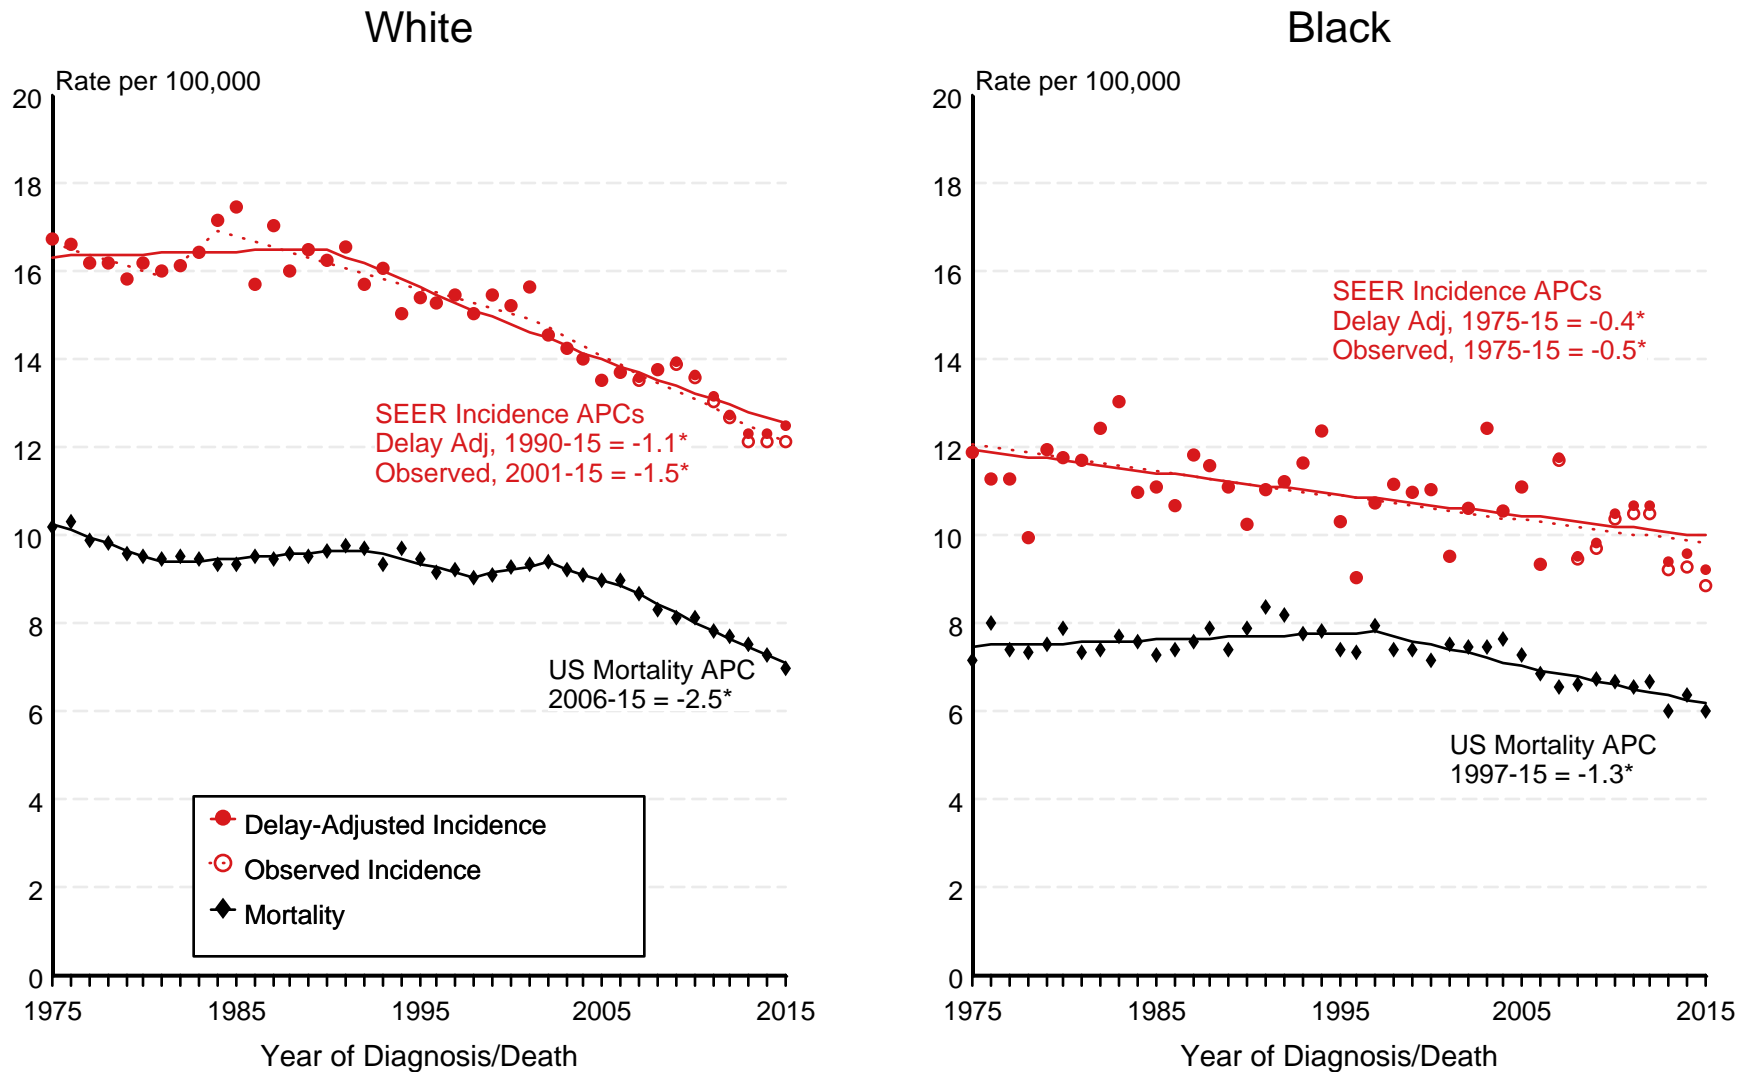 White
Rate per 100,000
20
18
16
14
12
10
8
6
4
2
0
SEER Incidence APCs
Delay Adj, 1990-15 = -1.1*
Observed, 2001-15 = -1.5*
US Mortality APC
2006-15 = -2.5*
Delay-Adjusted Incidence
Observed Incidence
Mortality
1975 1985 1995 2005 2015
Year of Diagnosis/Death
Black
Rate per 100,000
20
18
16
14
12
10
8
6
4
2
0
SEER Incidence APCs
Delay Adj, 1975-15 = -0.4*
Observed, 1975-15 = -0.5*
US Mortality APC
1997-15 = -1.3*
1975 1985 1995 2005 2015
Year of Diagnosis/Death